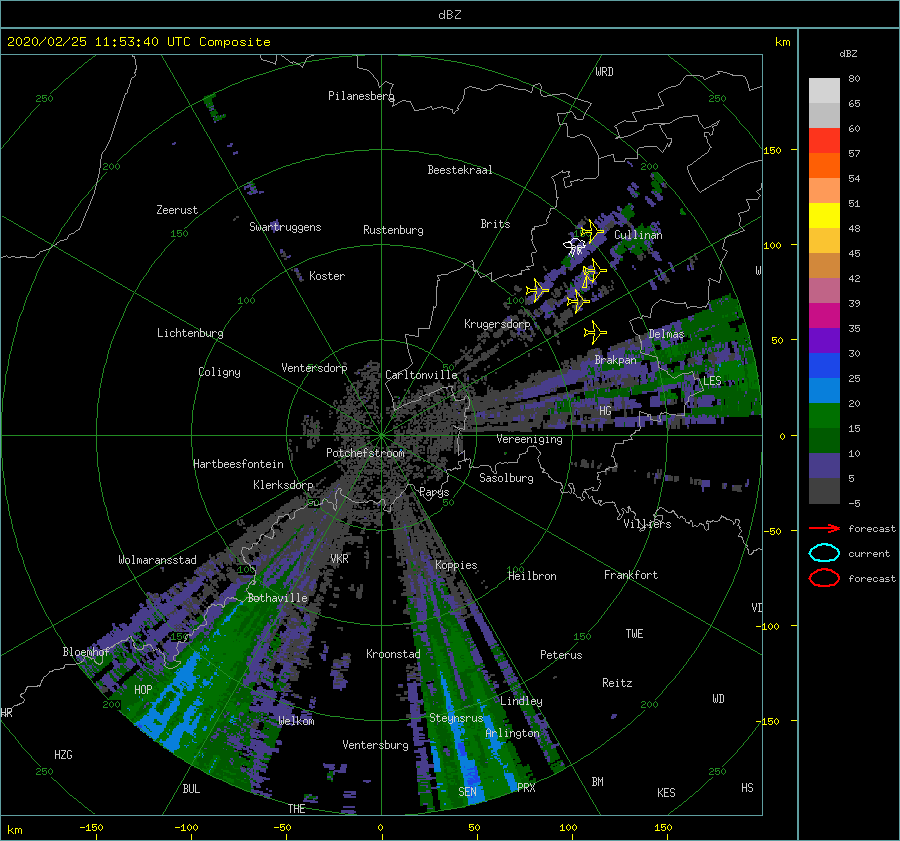 dBZ
2020/02/25 11:53:40 UTC Composite
km
dBZ
WRD
250
250
Pilanesberg
80
65
60
57
54
51
48
45
42
39
35
30
25
20
15
10
5
-5
150
200
200
Beestekraal
Zeerust
150
Swartruggens
Rustenburg
Brits
Cullinan
100
Koster
W
100
100
Krugersdorp
Lichtenburg
Delmas
50
Brakpan
Ventersdorp
Coligny
Carltonville
LES
HG
0
Vereeniging
Potchefstroom
Hartbeesfontein
Klerksdorp
Sasolburg
Parys
50
50
Villiers
forecast
-50
current
Wolmaransstad
VKR
Koppies
100
100
Heilbron
Frankfort
forecast
Bothaville
VD
-100
150
150
TWE
Bloemhof
Kroonstad
Peterus
Reitz
HOP
WD
200
200
Lindley
HR
Welkom
Steynsrus
-150
Arlington
Ventersburg
HZG
250
250
BUL
SEN
PRX
BM
KES
HS
THE
km
-150
-100
-50
0
50
100
150